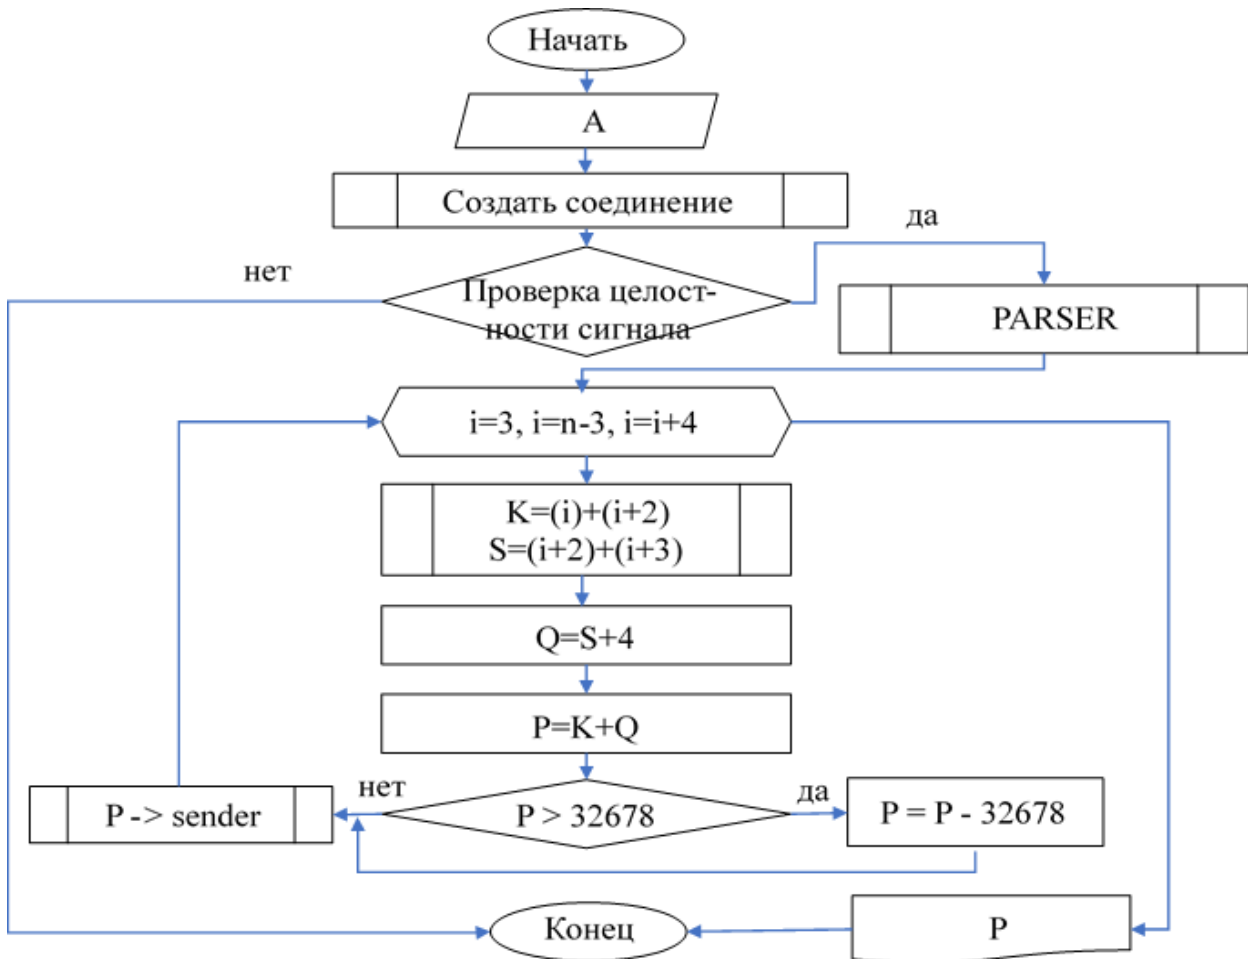 Начать
А
Создать соединение
да
нет
Проверка целост-
ности сигнала
PARSER
i=3, i=n-3, i=i+4
K=(i)+(i+2)
S=(i+2)+(i+3)
Q=S+4
P=K+Q
нет
да
P -> sender
P > 32678
P = P - 32678
Конец
P